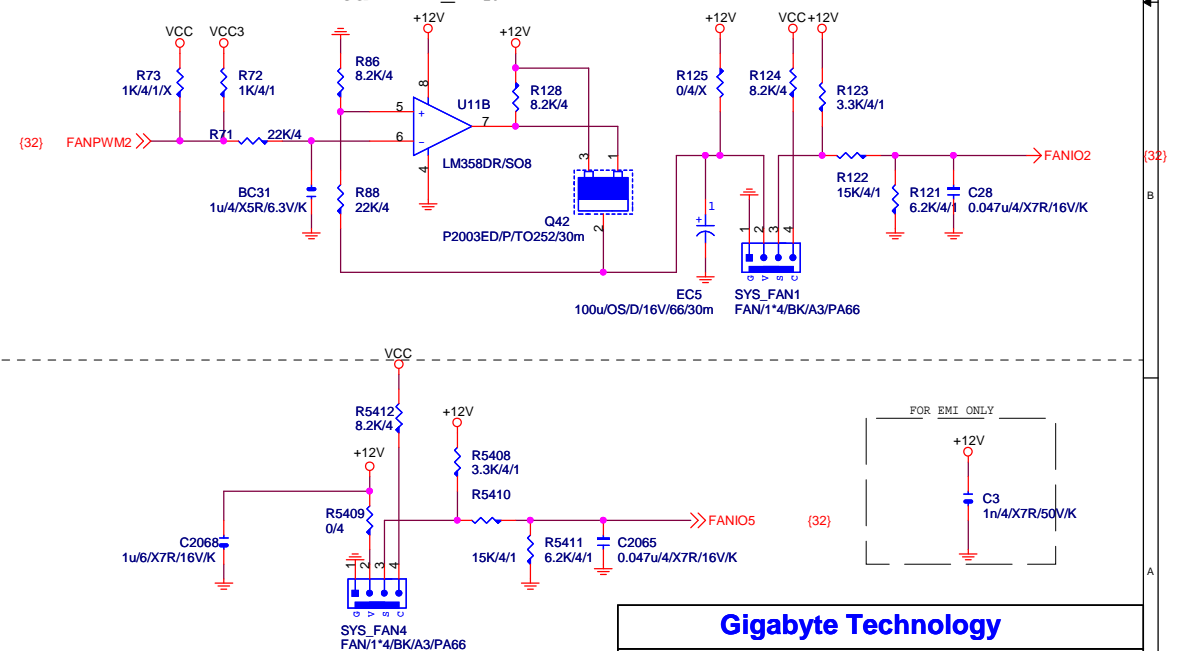 +12V
+12V
+12V
VCC +12V
VCC
VCC3
R73
1K/4/1/X
R72
1K/4/1
R86
8.2K/4
8
U11B
R128
8.2K/4
R125
0/4/X
R124
8.2K/4
R123
3.3K/4/1
5
+
7
{32}
FANPWM2
R71
22K/4
6
-
LM358DR/SO8
4
3
1
FANIO2
{32}
BC31
1u/4/X5R/6.3V/K
R88
22K/4
R122
15K/4/1
R121
6.2K/4/1
C28
0.047u/4/X7R/16V/K
B
Q42
P2003ED/P/TO252/30m
2
1
+
1
2
3
4
G
V
S
C
EC5
100u/OS/D/16V/66/30m
SYS_FAN1
FAN/1*4/BK/A3/PA66
VCC
R5412
8.2K/4
+12V
FOR EMI ONLY
+12V
+12V
R5408
3.3K/4/1
R5410
C3
1n/4/X7R/50V/K
R5409
0/4
FANIO5
{32}
C2068
1u/6/X7R/16V/K
15K/4/1
R5411
6.2K/4/1
C2065
0.047u/4/X7R/16V/K
1
2
3
4
A
G
V
S
C
SYS_FAN4
FAN/1*4/BK/A3/PA66
Gigabyte Technology